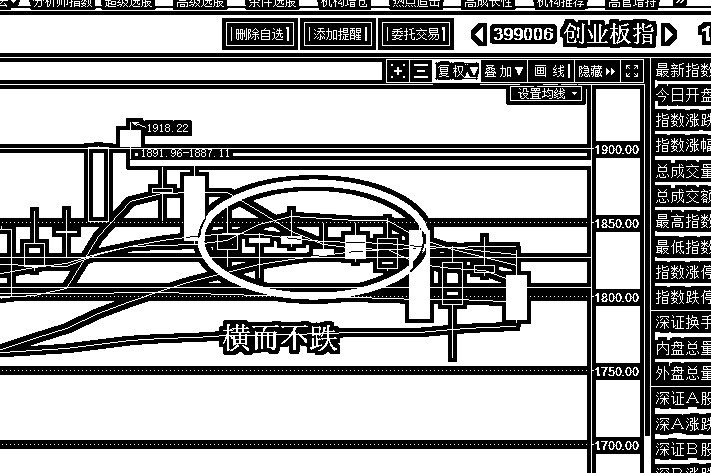 分析师指数 超级选股 高级选股 条件选股 机构增仓 热点追击 高成长性 机构推荐 高管增持
删除自选 添加提醒 委托交易 399006 创业板指
复权 叠加 画线 隐藏
设置均线
1918.22
1891.96-1887.11
1900.00
1850.00
1800.00
1750.00
1700.00
横而不跌
最新指数
今日开盘
指数涨跌
指数涨幅
总成交量
总成交额
最高指数
最低指数
指数涨停
指数跌停
深证换手
内盘总量
外盘总量
深证A股
深A涨跌
深证B股